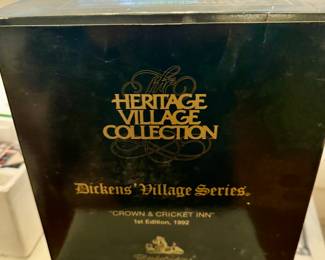 The
HERITAGE
VILLAGE
COLLECTION
Dickens' Village Series
"CROWN & CRICKET INN"
1st Edition, 1992